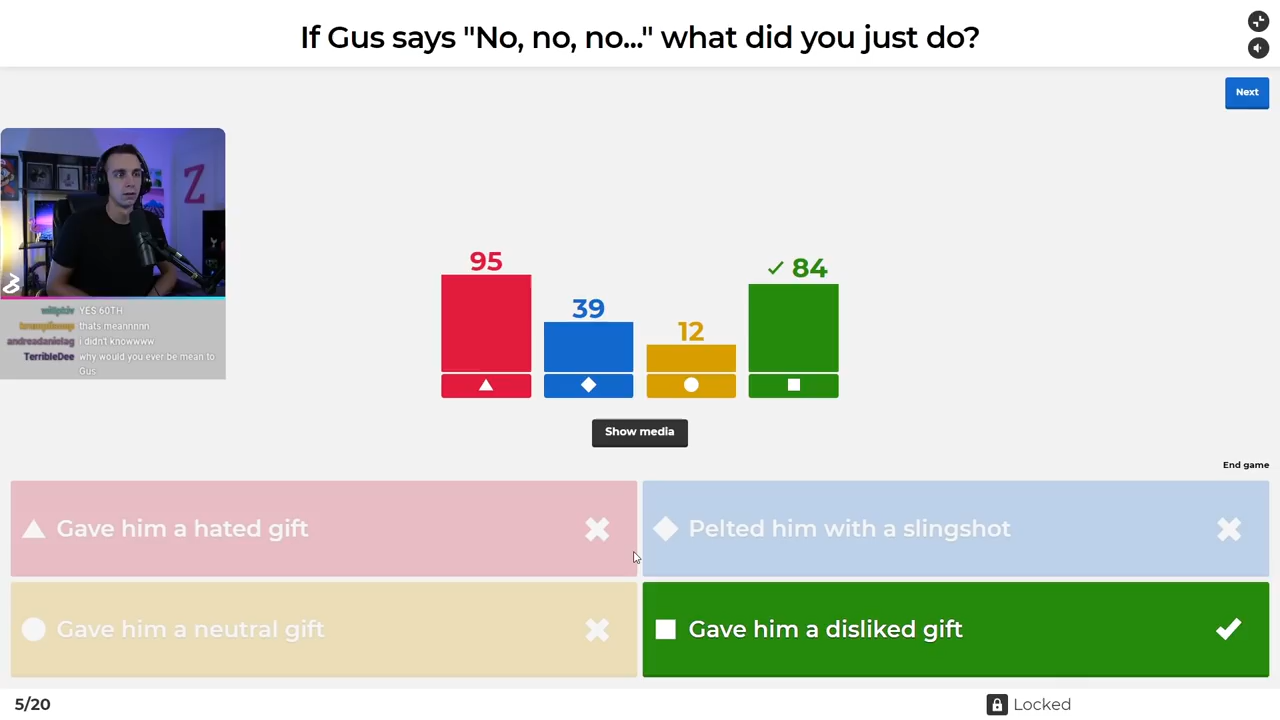 If Gus says "No, no, no..." what did you just do?
Next
Z
YES 60TH
thats meahnnnn
andreadanielag i didn't knowwww
TerribleDee why would you ever be mean to
Gus
95
39
12
84
Show media
End game
Gave him a hated gift
Pelted him with a slingshot
Gave him a neutral gift
Gave him a disliked gift
5/20
Locked